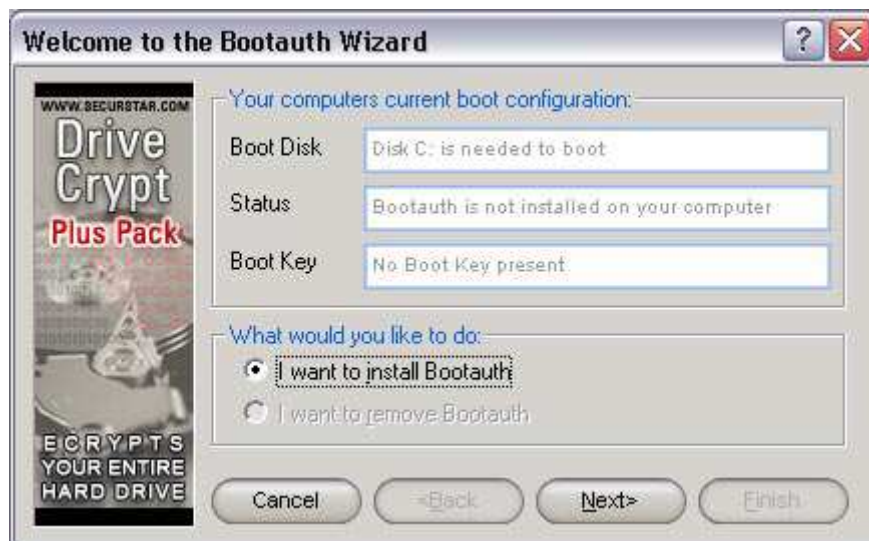 Welcome to the Bootauth Wizard
?
X
WWW.SECURSTAR.COM
Drive
Crypt
Plus Pack
ECRYPTS
YOUR ENTIRE
HARD DRIVE
Your computers current boot configuration:
Boot Disk
Disk C: is needed to boot
Status
Bootauth is not installed on your computer
Boot Key
No Boot Key present
What would you like to do:
I want to install Bootauth
I want to remove Bootauth
Cancel
<Back
Next>
Finish